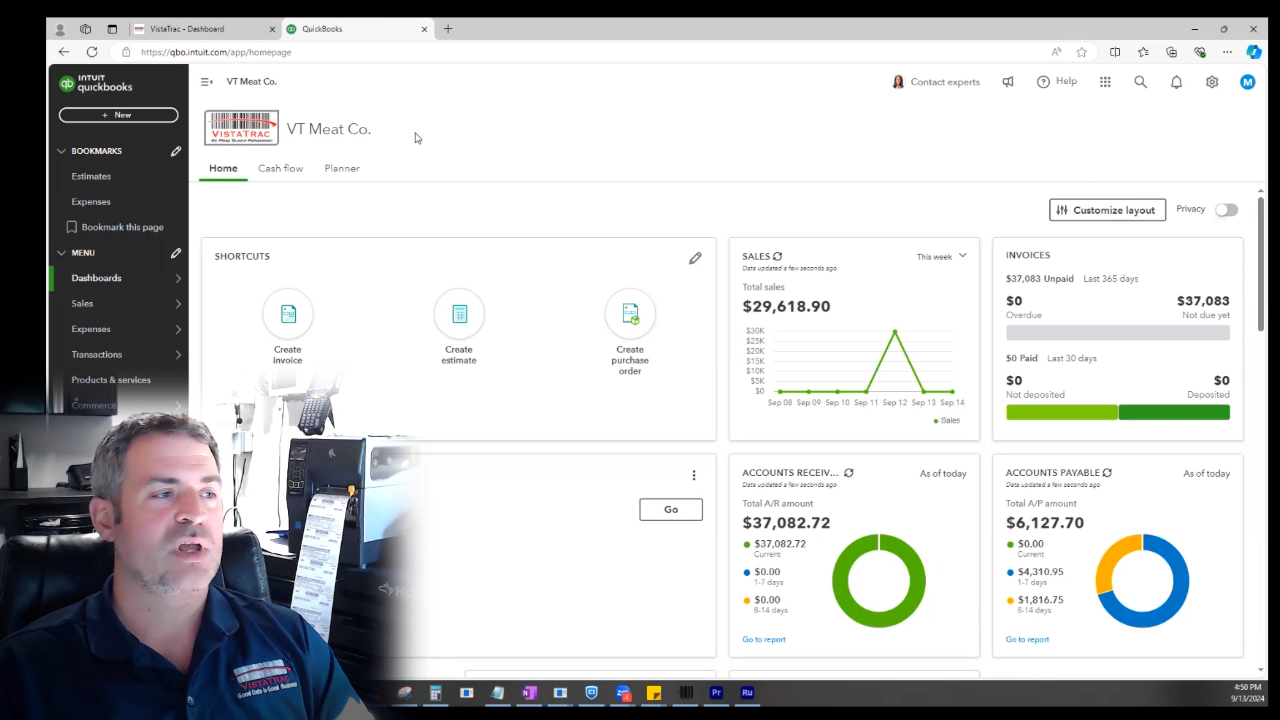 VistaTrac - Dashboard
QuickBooks
https://qbo.intuit.com/app/homepage
INTUIT
quickbooks
VT Meat Co.
Contact experts
Help
M
+ New
VISTATRAC
VT Meat Co.
BOOKMARKS
Estimates
Expenses
Bookmark this page
MENU
Dashboards
Sales
Expenses
Transactions
Products & services
Commerce
Home
Cash flow
Planner
Customize layout
Privacy
SHORTCUTS
Create
invoice
Create
estimate
Create
purchase
order
Go
SALES
This week
Data updated a few seconds ago
Total sales
$29,618.90
$30K
$25K
$20K
$15K
$10K
$5K
$0
Sep 08 Sep 09 Sep 10 Sep 11 Sep 12 Sep 13 Sep 14
Sales
INVOICES
$37,083 Unpaid Last 365 days
$0 $37,083
Overdue Not due yet
$0 Paid Last 30 days
$0 $0
Not deposited Deposited
ACCOUNTS RECEIV...
As of today
Data updated a few seconds ago
Total A/R amount
$37,082.72
$37,082.72
Current
$0.00
1-7 days
$0.00
8-14 days
Go to report
ACCOUNTS PAYABLE
As of today
Data updated a few seconds ago
Total A/P amount
$6,127.70
$0.00
Current
$4,310.95
1-7 days
$1,816.75
8-14 days
Go to report
VISTATRAC
Good Data is Good Business
Pr
Ru
4:50 PM
9/13/2024